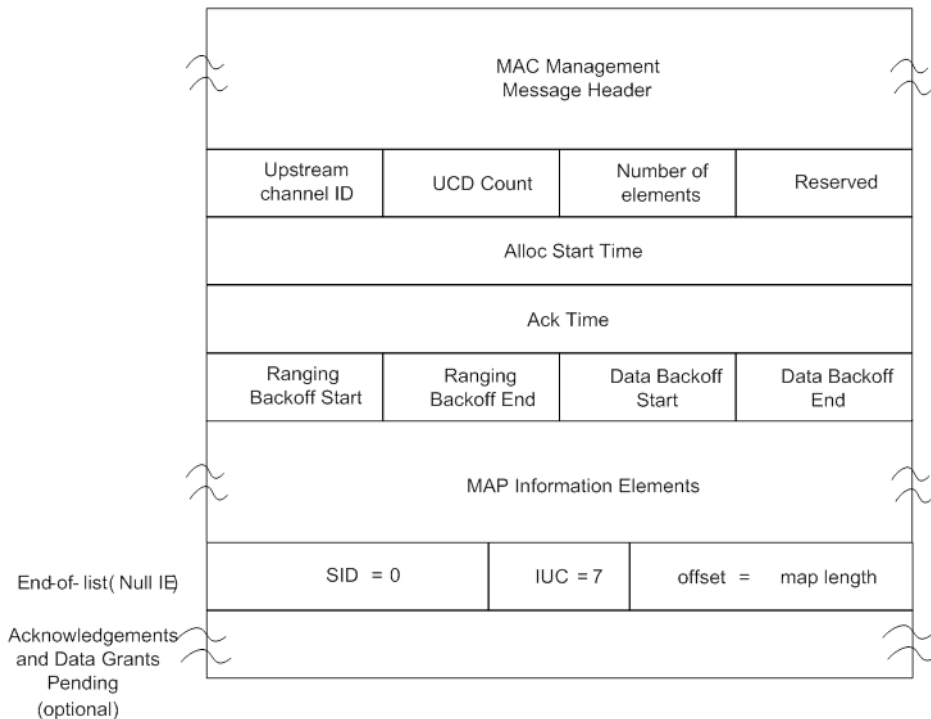 MAC Management
Message Header
Upstream
channel ID
UCD Count
Number of
elements
Reserved
Alloc Start Time
Ack Time
Ranging
Backoff Start
Ranging
Backoff End
Data Backoff
Start
Data Backoff
End
MAP Information Elements
End-of-list( Null IE)
SID = 0
IUC = 7
offset = map length
Acknowledgements
and Data Grants
Pending
(optional)